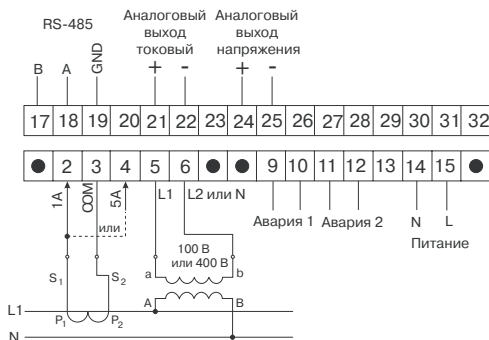 RS-485
Аналоговый выход токовый
Аналоговый выход напряжения
B A GND + - + -
17 18 19 20 21 22 23 24 25 26 27 28 29 30 31 32
2 3 4 5 6 9 10 11 12 13 14 15
1A COM 5A L1 L2 или N
Авария 1 Авария 2 N L
или
Питание
100 В или 400 В
a b
S1 S2
A B
P1 P2
L1
N